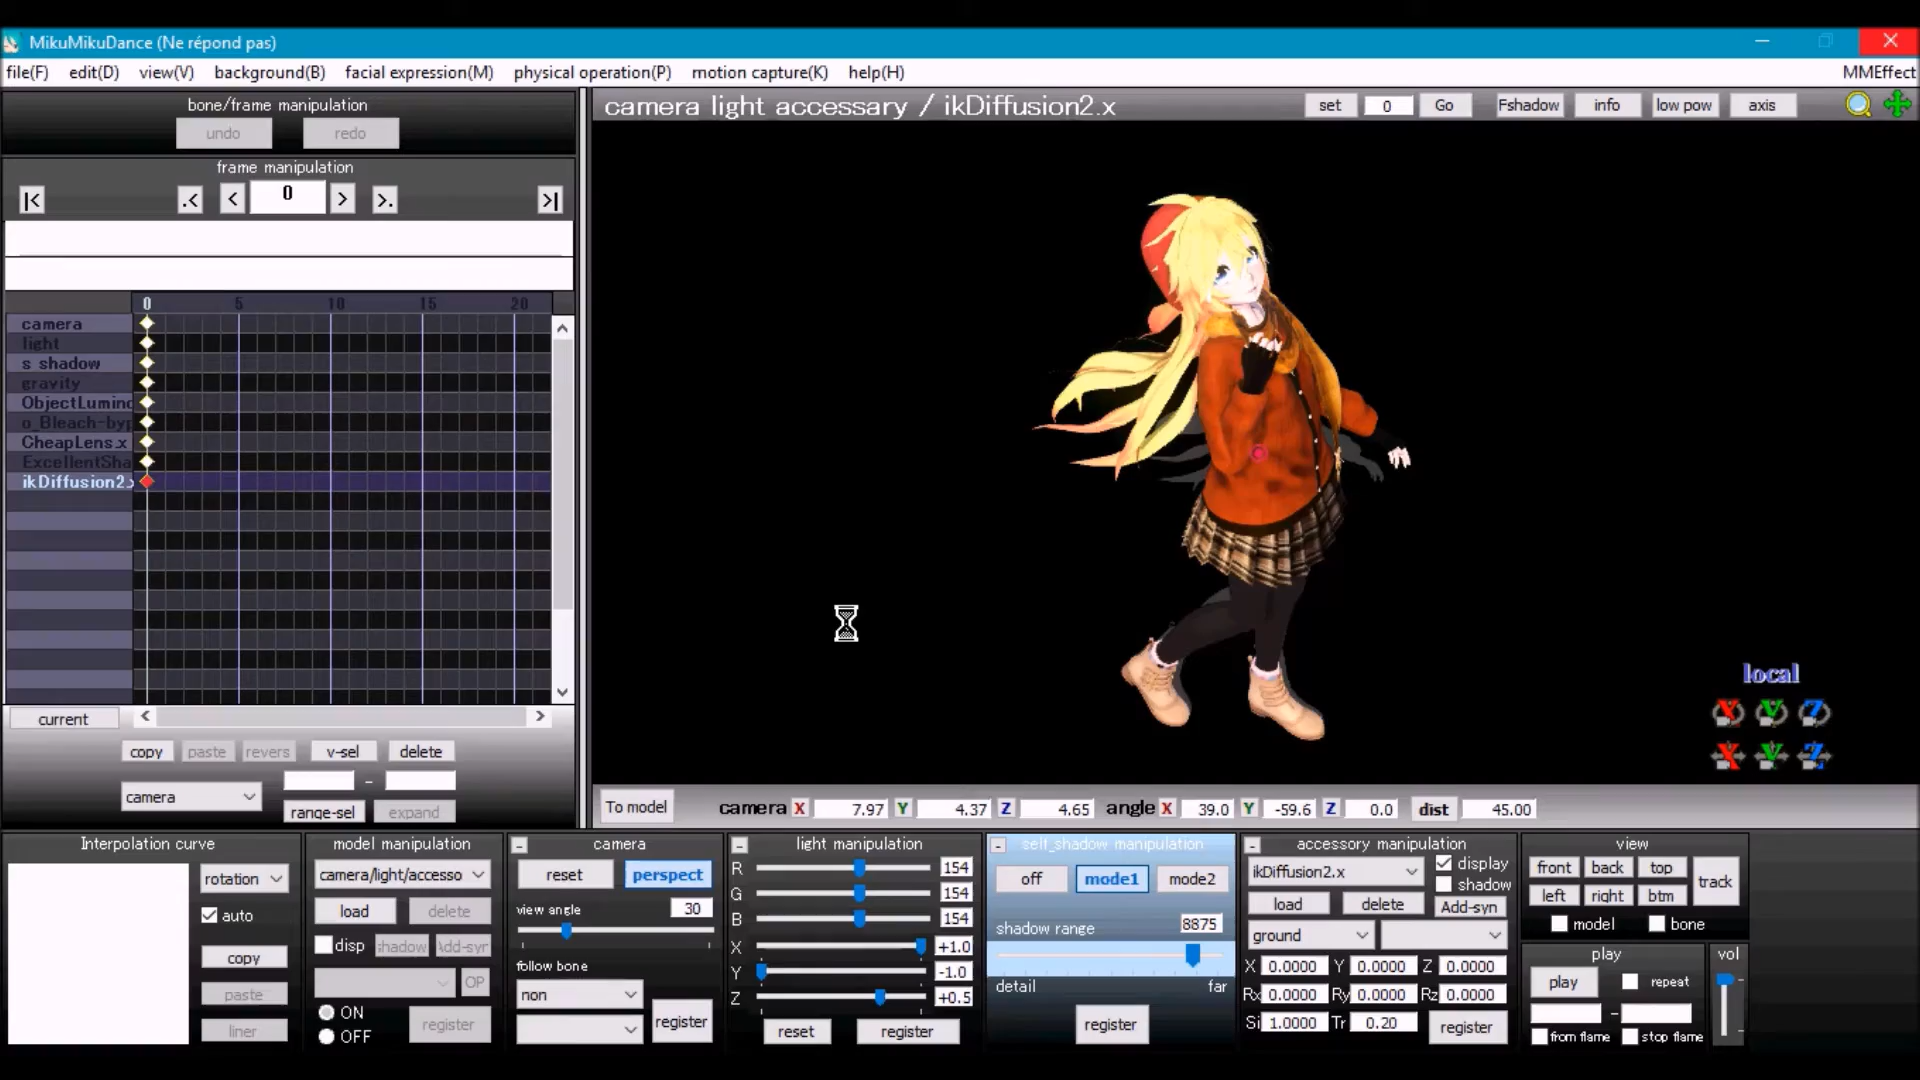 MikuMikuDance (Ne répond pas)
file(F) edit(D) view(V) background(B) facial expression(M) physical operation(P) motion capture(K) help(H) MMEffect
bone/frame manipulation
undo redo
frame manipulation
|< .< < 0 > >. >|
camera light accessary / ikDiffusion2.x set 0 Go Fshadow info low pow axis
0 5 10 15 20
camera
light
s shadow
gravity
ObjectLumino
o_Bleach-byp
CheapLens.x
ExcellentSha
ikDiffusion2.x
current
copy paste revers v-sel delete
camera -
range-sel expand
local
X Y Z
X Y Z
To model camera X 7.97 Y 4.37 Z 4.65 angle X 39.0 Y -59.6 Z 0.0 dist 45.00
Interpolation curve
rotation
auto
copy
paste
liner
model manipulation
camera/light/accesso
load delete
disp shadow Add-syn
OP
ON
OFF
register
- camera
reset perspect
view angle 30
follow bone
non
register
- light manipulation
R 154
G 154
B 154
X +1.0
Y -1.0
Z +0.5
reset register
- self_shadow manipulation
off mode1 mode2
shadow range 8875
detail far
register
- accessory manipulation
ikDiffusion2.x display
shadow
load delete Add-syn
ground
X 0.0000 Y 0.0000 Z 0.0000
Rx 0.0000 Ry 0.0000 Rz 0.0000
Si 1.0000 Tr 0.20 register
view
front back top
left right btm
track
model bone
play
play repeat
-
from flame stop flame
vol